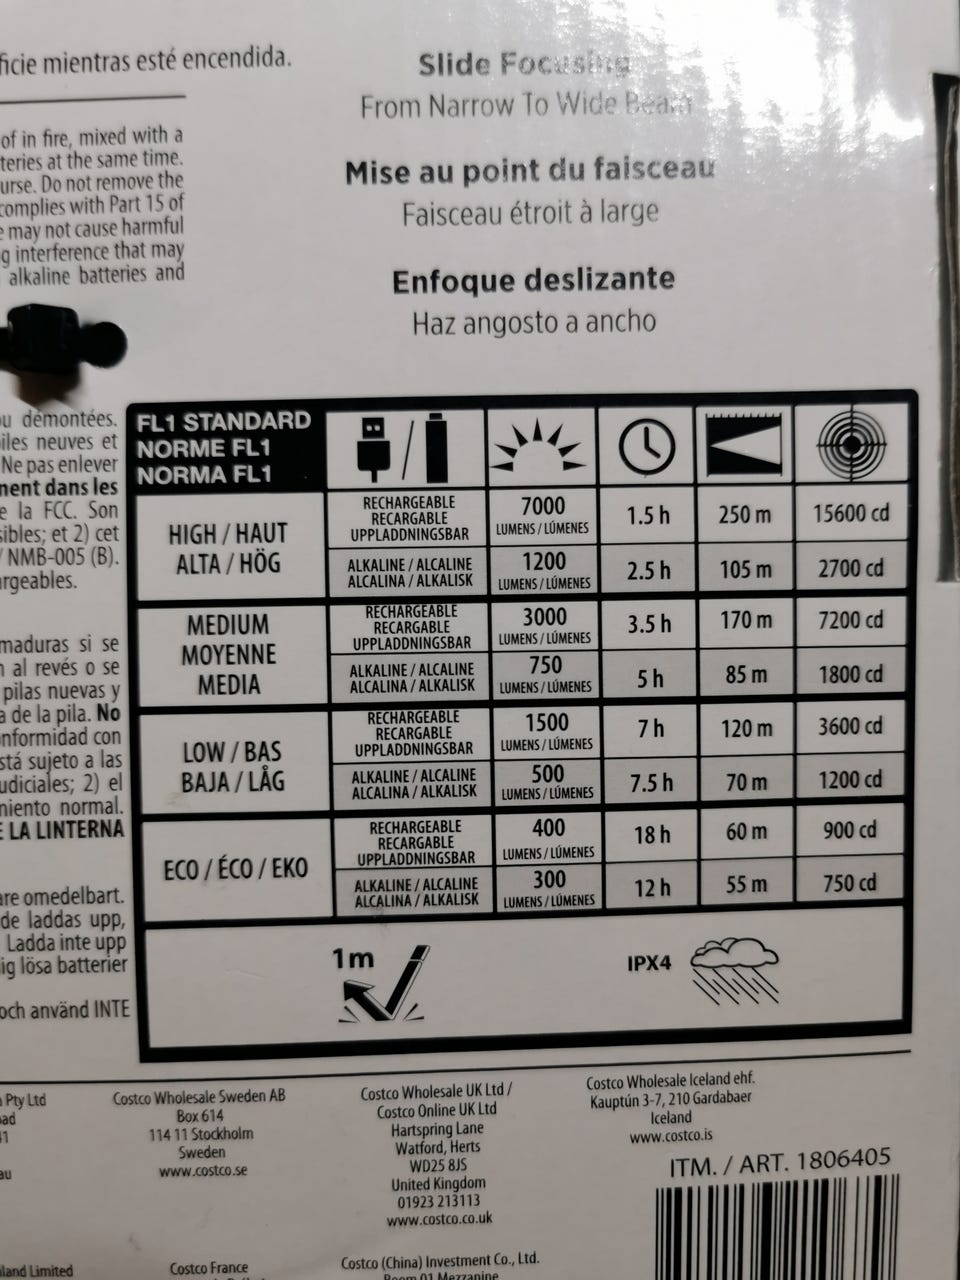 ficie mientras esté encendida.
of in fire, mixed with a
teries at the same time.
urse. Do not remove the
complies with Part 15 of
e may not cause harmful
g interference that may
alkaline batteries and
Slide Focusing
From Narrow To Wide Beam
Mise au point du faisceau
Faisceau étroit à large
Enfoque deslizante
Haz angosto a ancho
ou démontées.
iles neuves et
Ne pas enlever
nent dans les
e la FCC. Son
sibles; et 2) cet
/ NMB-005 (B).
argeables.
maduras si se
n al revés o se
pilas nuevas y
a de la pila. No
nformidad con
stá sujeto a las
udiciales; 2) el
niento normal.
E LA LINTERNA
are omedelbart.
de laddas upp,
Ladda inte upp
ig lösa batterier
och använd INTE
FL1 STANDARD
NORME FL1
NORMA FL1
HIGH / HAUT
ALTA / HÖG
RECHARGEABLE
RECARGABLE
UPPLADDNINGSBAR
7000
LUMENS / LÚMENES
1.5 h
250 m
15600 cd
ALKALINE / ALCALINE
ALCALINA / ALKALISK
1200
LUMENS / LÚMENES
2.5 h
105 m
2700 cd
MEDIUM
MOYENNE
MEDIA
RECHARGEABLE
RECARGABLE
UPPLADDNINGSBAR
3000
LUMENS / LÚMENES
3.5 h
170 m
7200 cd
ALKALINE / ALCALINE
ALCALINA / ALKALISK
750
LUMENS / LÚMENES
5 h
85 m
1800 cd
LOW / BAS
BAJA / LÅG
RECHARGEABLE
RECARGABLE
UPPLADDNINGSBAR
1500
LUMENS / LÚMENES
7 h
120 m
3600 cd
ALKALINE / ALCALINE
ALCALINA / ALKALISK
500
LUMENS / LÚMENES
7.5 h
70 m
1200 cd
ECO / ÉCO / EKO
RECHARGEABLE
RECARGABLE
UPPLADDNINGSBAR
400
LUMENS / LÚMENES
18 h
60 m
900 cd
ALKALINE / ALCALINE
ALCALINA / ALKALISK
300
LUMENS / LÚMENES
12 h
55 m
750 cd
1m
IPX4
Pty Ltd
oad
41
au
Costco Wholesale Sweden AB
Box 614
114 11 Stockholm
Sweden
www.costco.se
Costco Wholesale UK Ltd /
Costco Online UK Ltd
Hartspring Lane
Watford, Herts
WD25 8JS
United Kingdom
01923 213113
www.costco.co.uk
Costco Wholesale Iceland ehf.
Kauptún 3-7, 210 Gardabaer
Iceland
www.costco.is
ITM. / ART. 1806405
land Limited
Costco France
Costco (China) Investment Co., Ltd.
Room 01 Mezzanine